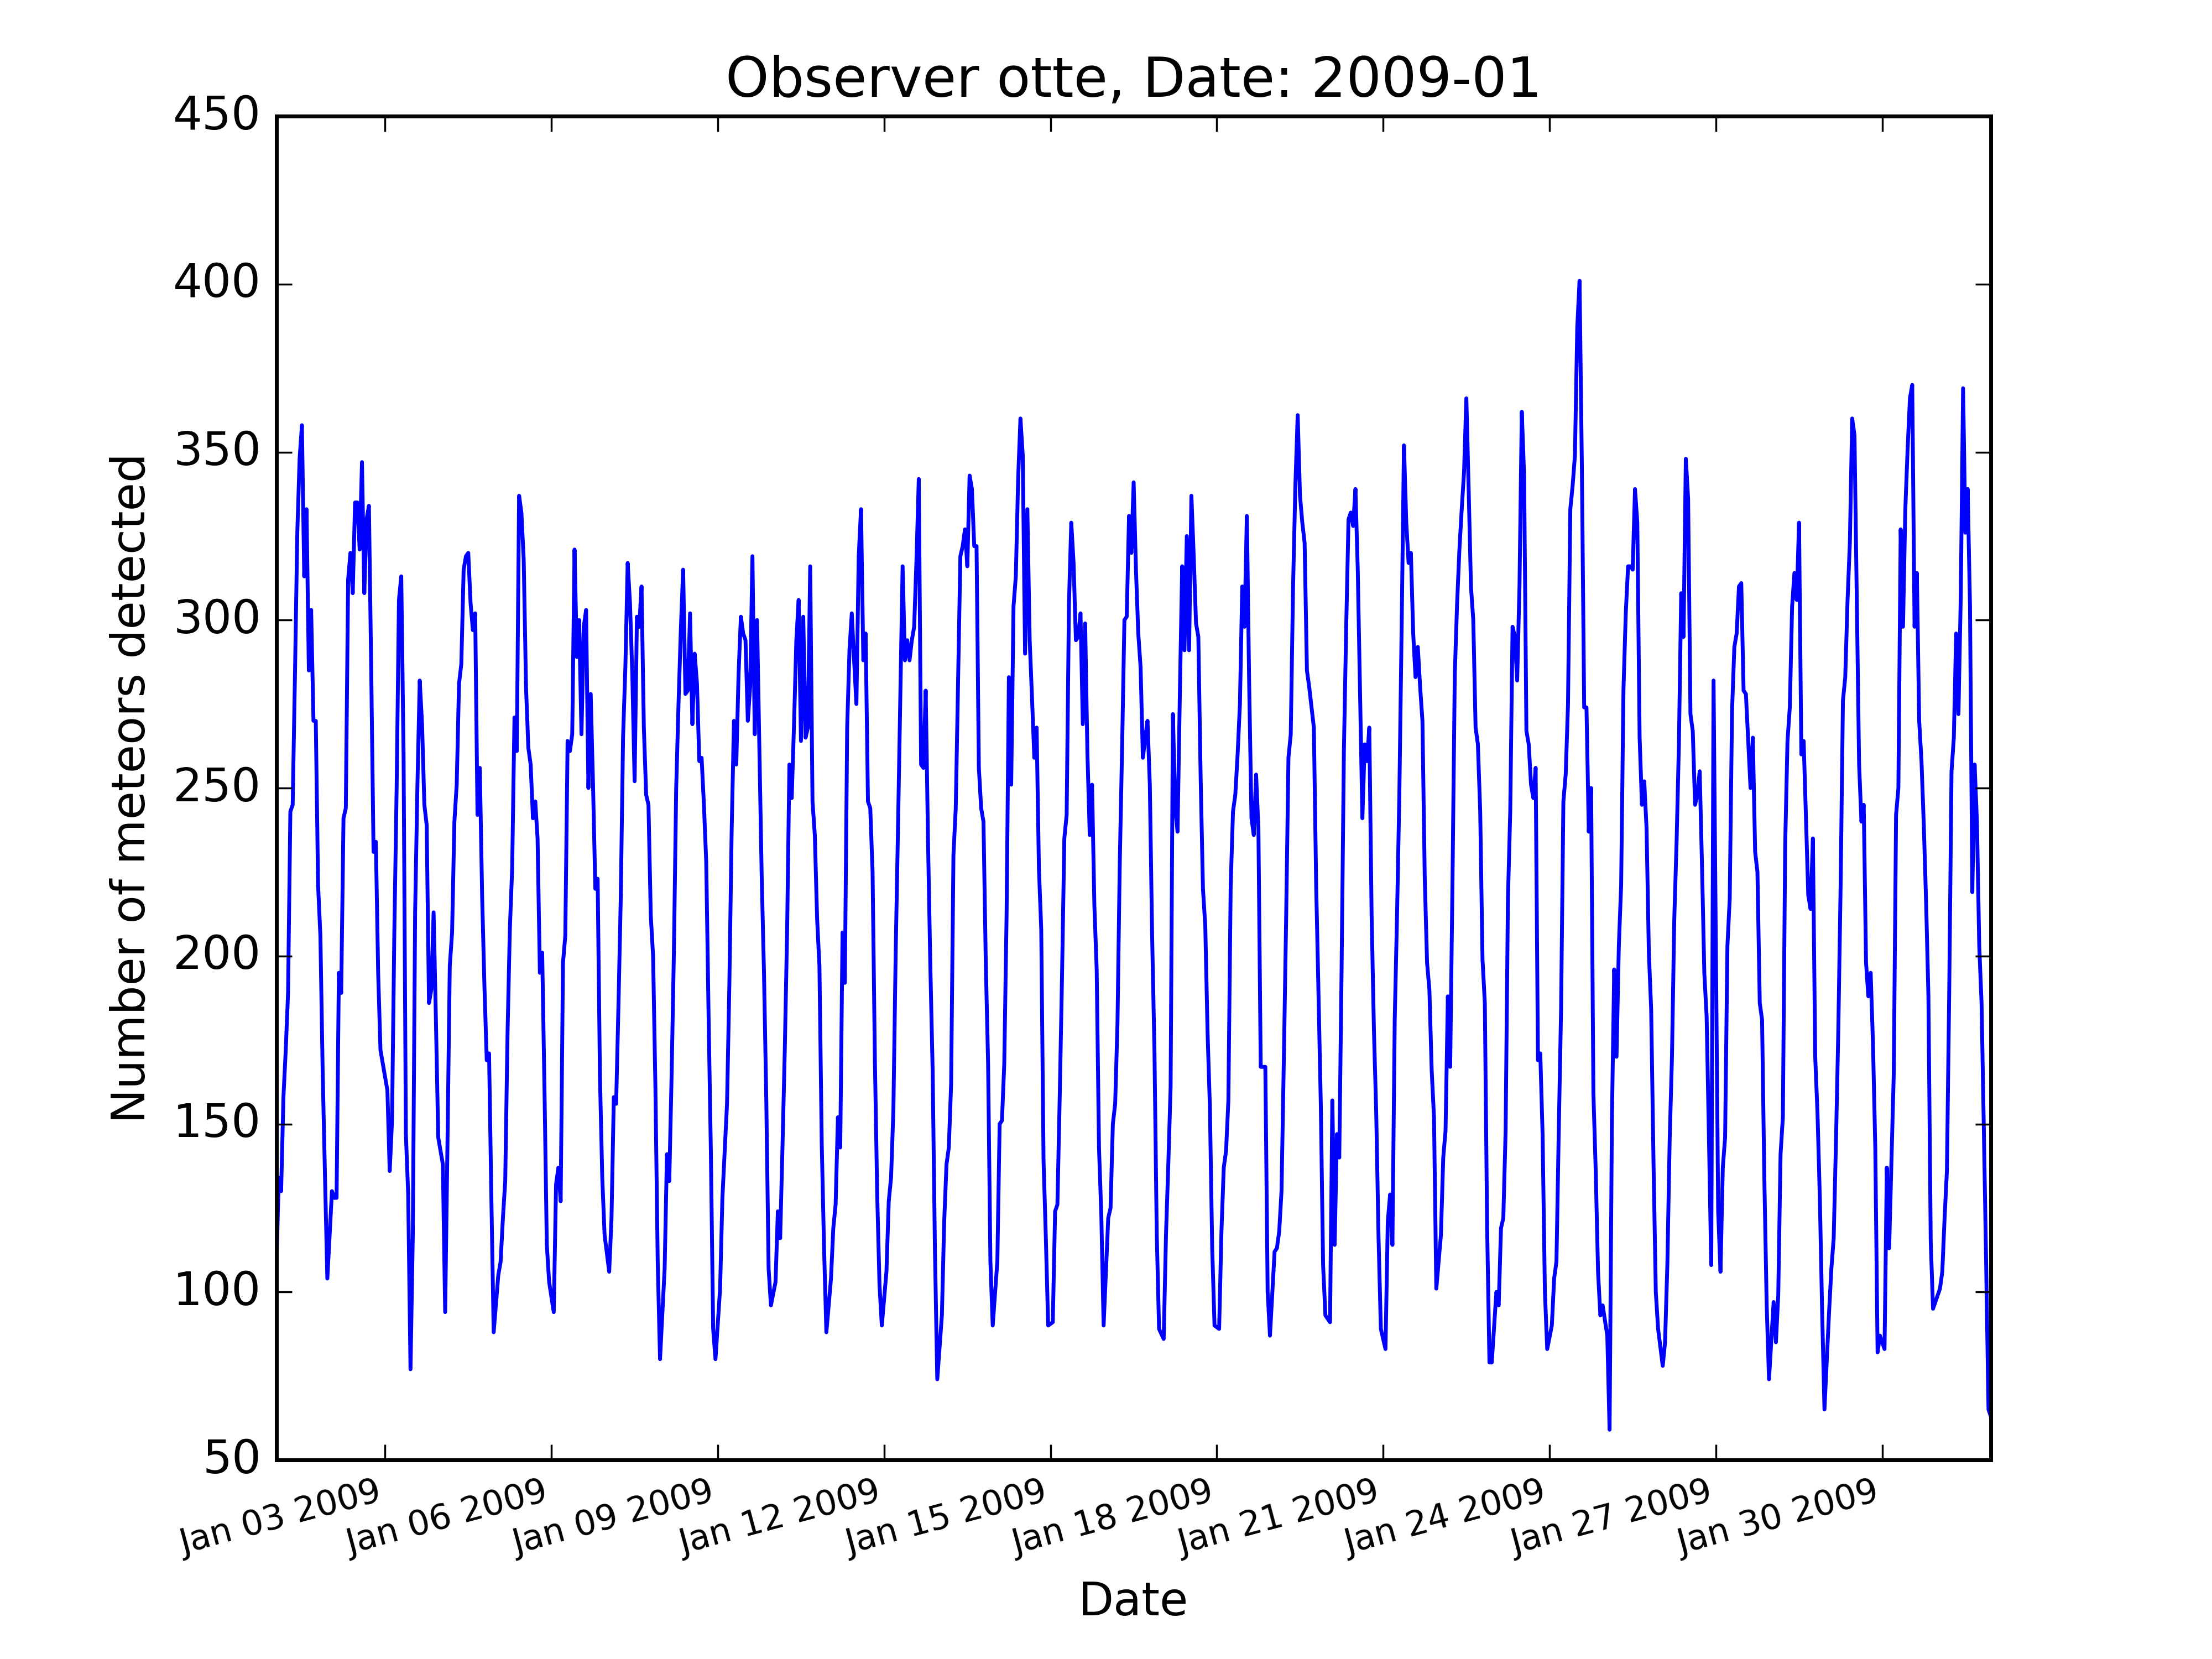 Observer otte, Date: 2009-01
450
400
350
300
250
200
150
100
50
Number of meteors detected
Jan 03 2009
Jan 06 2009
Jan 09 2009
Jan 12 2009
Jan 15 2009
Jan 18 2009
Jan 21 2009
Jan 24 2009
Jan 27 2009
Jan 30 2009
Date